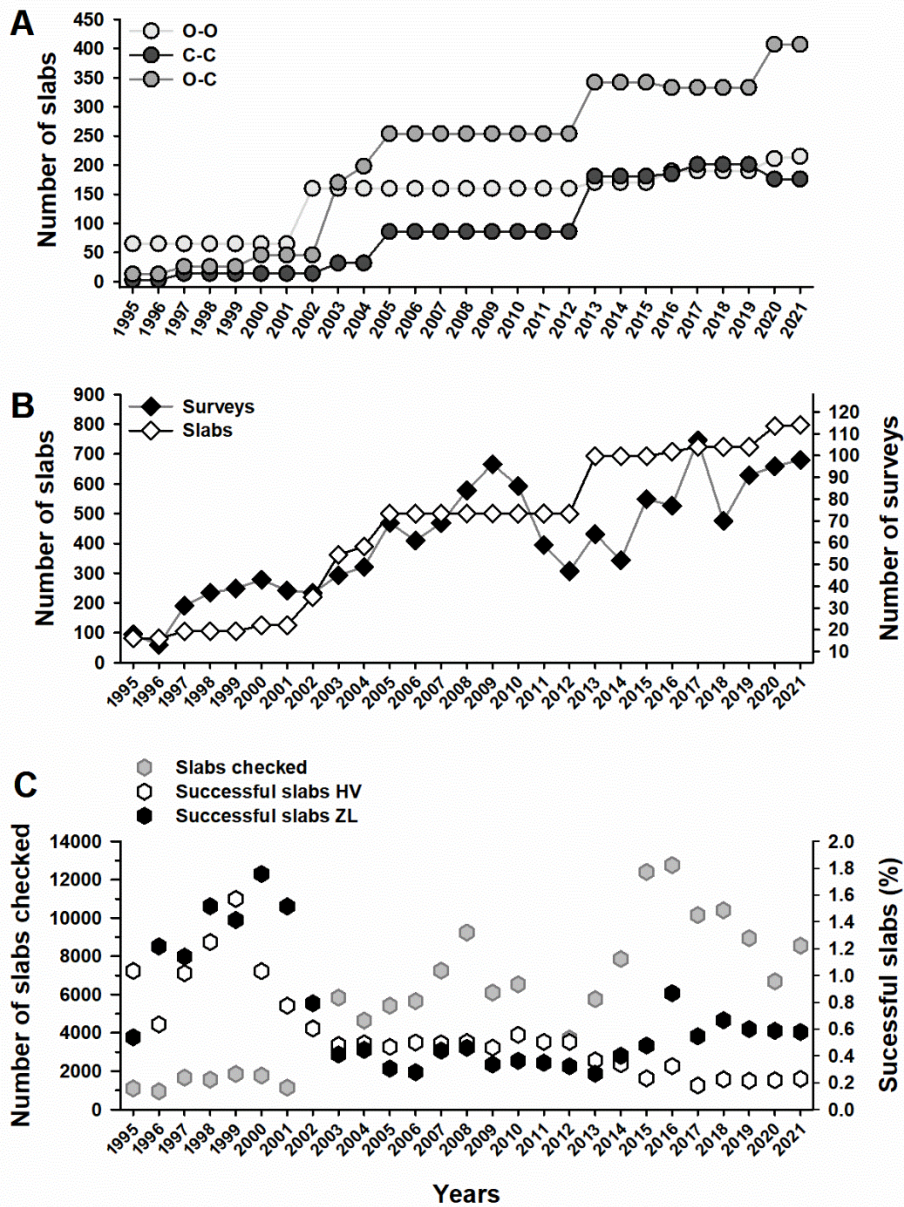 A
Number of slabs
450
400
350
300
250
200
150
100
50
0
O-O
C-C
O-C
1995 1996 1997 1998 1999 2000 2001 2002 2003 2004 2005 2006 2007 2008 2009 2010 2011 2012 2013 2014 2015 2016 2017 2018 2019 2020 2021
B
Number of slabs
900
800
700
600
500
400
300
200
100
0
Surveys
Slabs
120
110
100
90
80
70
60
50
40
30
20
10
Number of surveys
1995 1996 1997 1998 1999 2000 2001 2002 2003 2004 2005 2006 2007 2008 2009 2010 2011 2012 2013 2014 2015 2016 2017 2018 2019 2020 2021
C
Slabs checked
Successful slabs HV
Successful slabs ZL
Number of slabs checked
14000
12000
10000
8000
6000
4000
2000
0
2.0
1.8
1.6
1.4
1.2
1.0
0.8
0.6
0.4
0.2
0.0
Sucessful slabs (%)
1995 1996 1997 1998 1999 2000 2001 2002 2003 2004 2005 2006 2007 2008 2009 2010 2011 2012 2013 2014 2015 2016 2017 2018 2019 2020 2021
Years